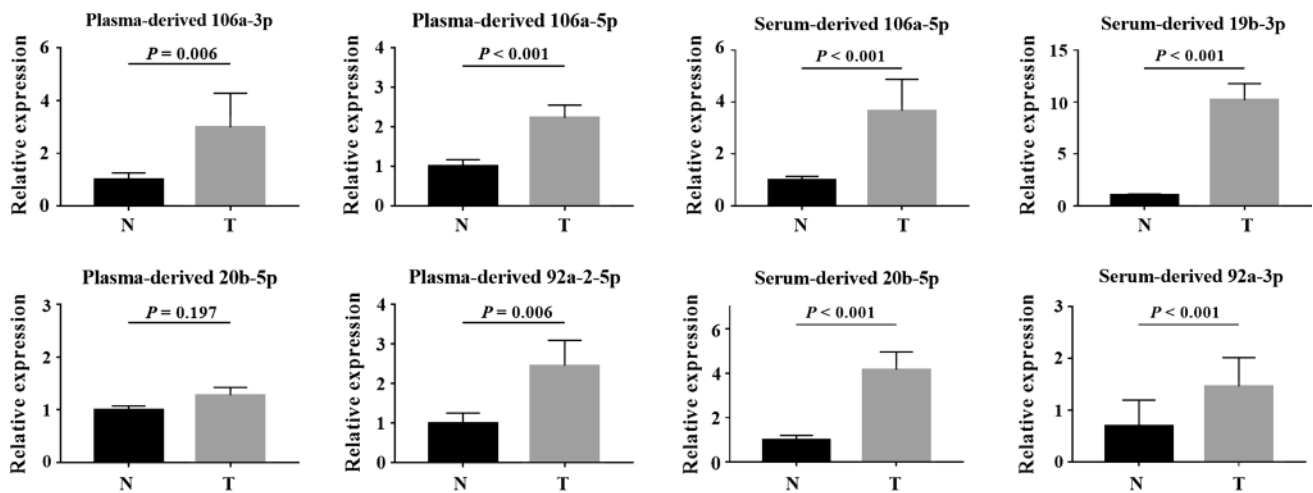 Plasma-derived 106a-3p
Relative expression
6
4
2
0
P = 0.006
N T
Plasma-derived 106a-5p
Relative expression
4
3
2
1
0
P < 0.001
N T
Serum-derived 106a-5p
Relative expression
6
4
2
0
P < 0.001
N T
Serum-derived 19b-3p
Relative expression
15
10
5
0
P < 0.001
N T
Plasma-derived 20b-5p
Relative expression
3
2
1
0
P = 0.197
N T
Plasma-derived 92a-2-5p
Relative expression
4
3
2
1
0
P = 0.006
N T
Serum-derived 20b-5p
Relative expression
6
4
2
0
P < 0.001
N T
Serum-derived 92a-3p
Relative expression
3
2
1
0
P < 0.001
N T